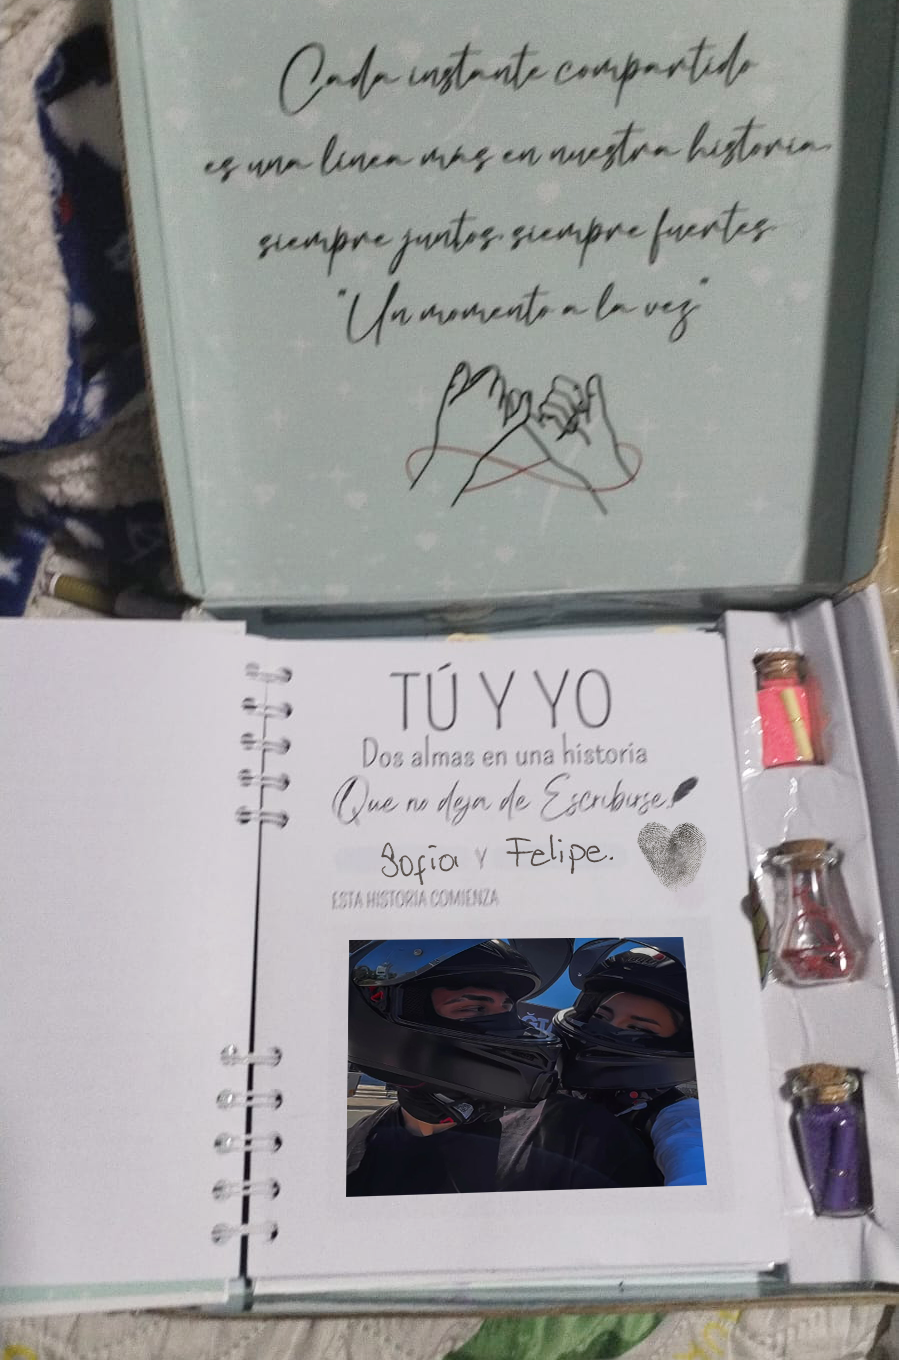 Cada instante compartido
es una línea más en nuestra historia.
siempre juntos, siempre fuertes
"Un momento a la vez"
TÚ Y YO
Dos almas en una historia
Que no deja de Escribirse.
Sofía Y Felipe.
ESTA HISTORIA COMIENZA